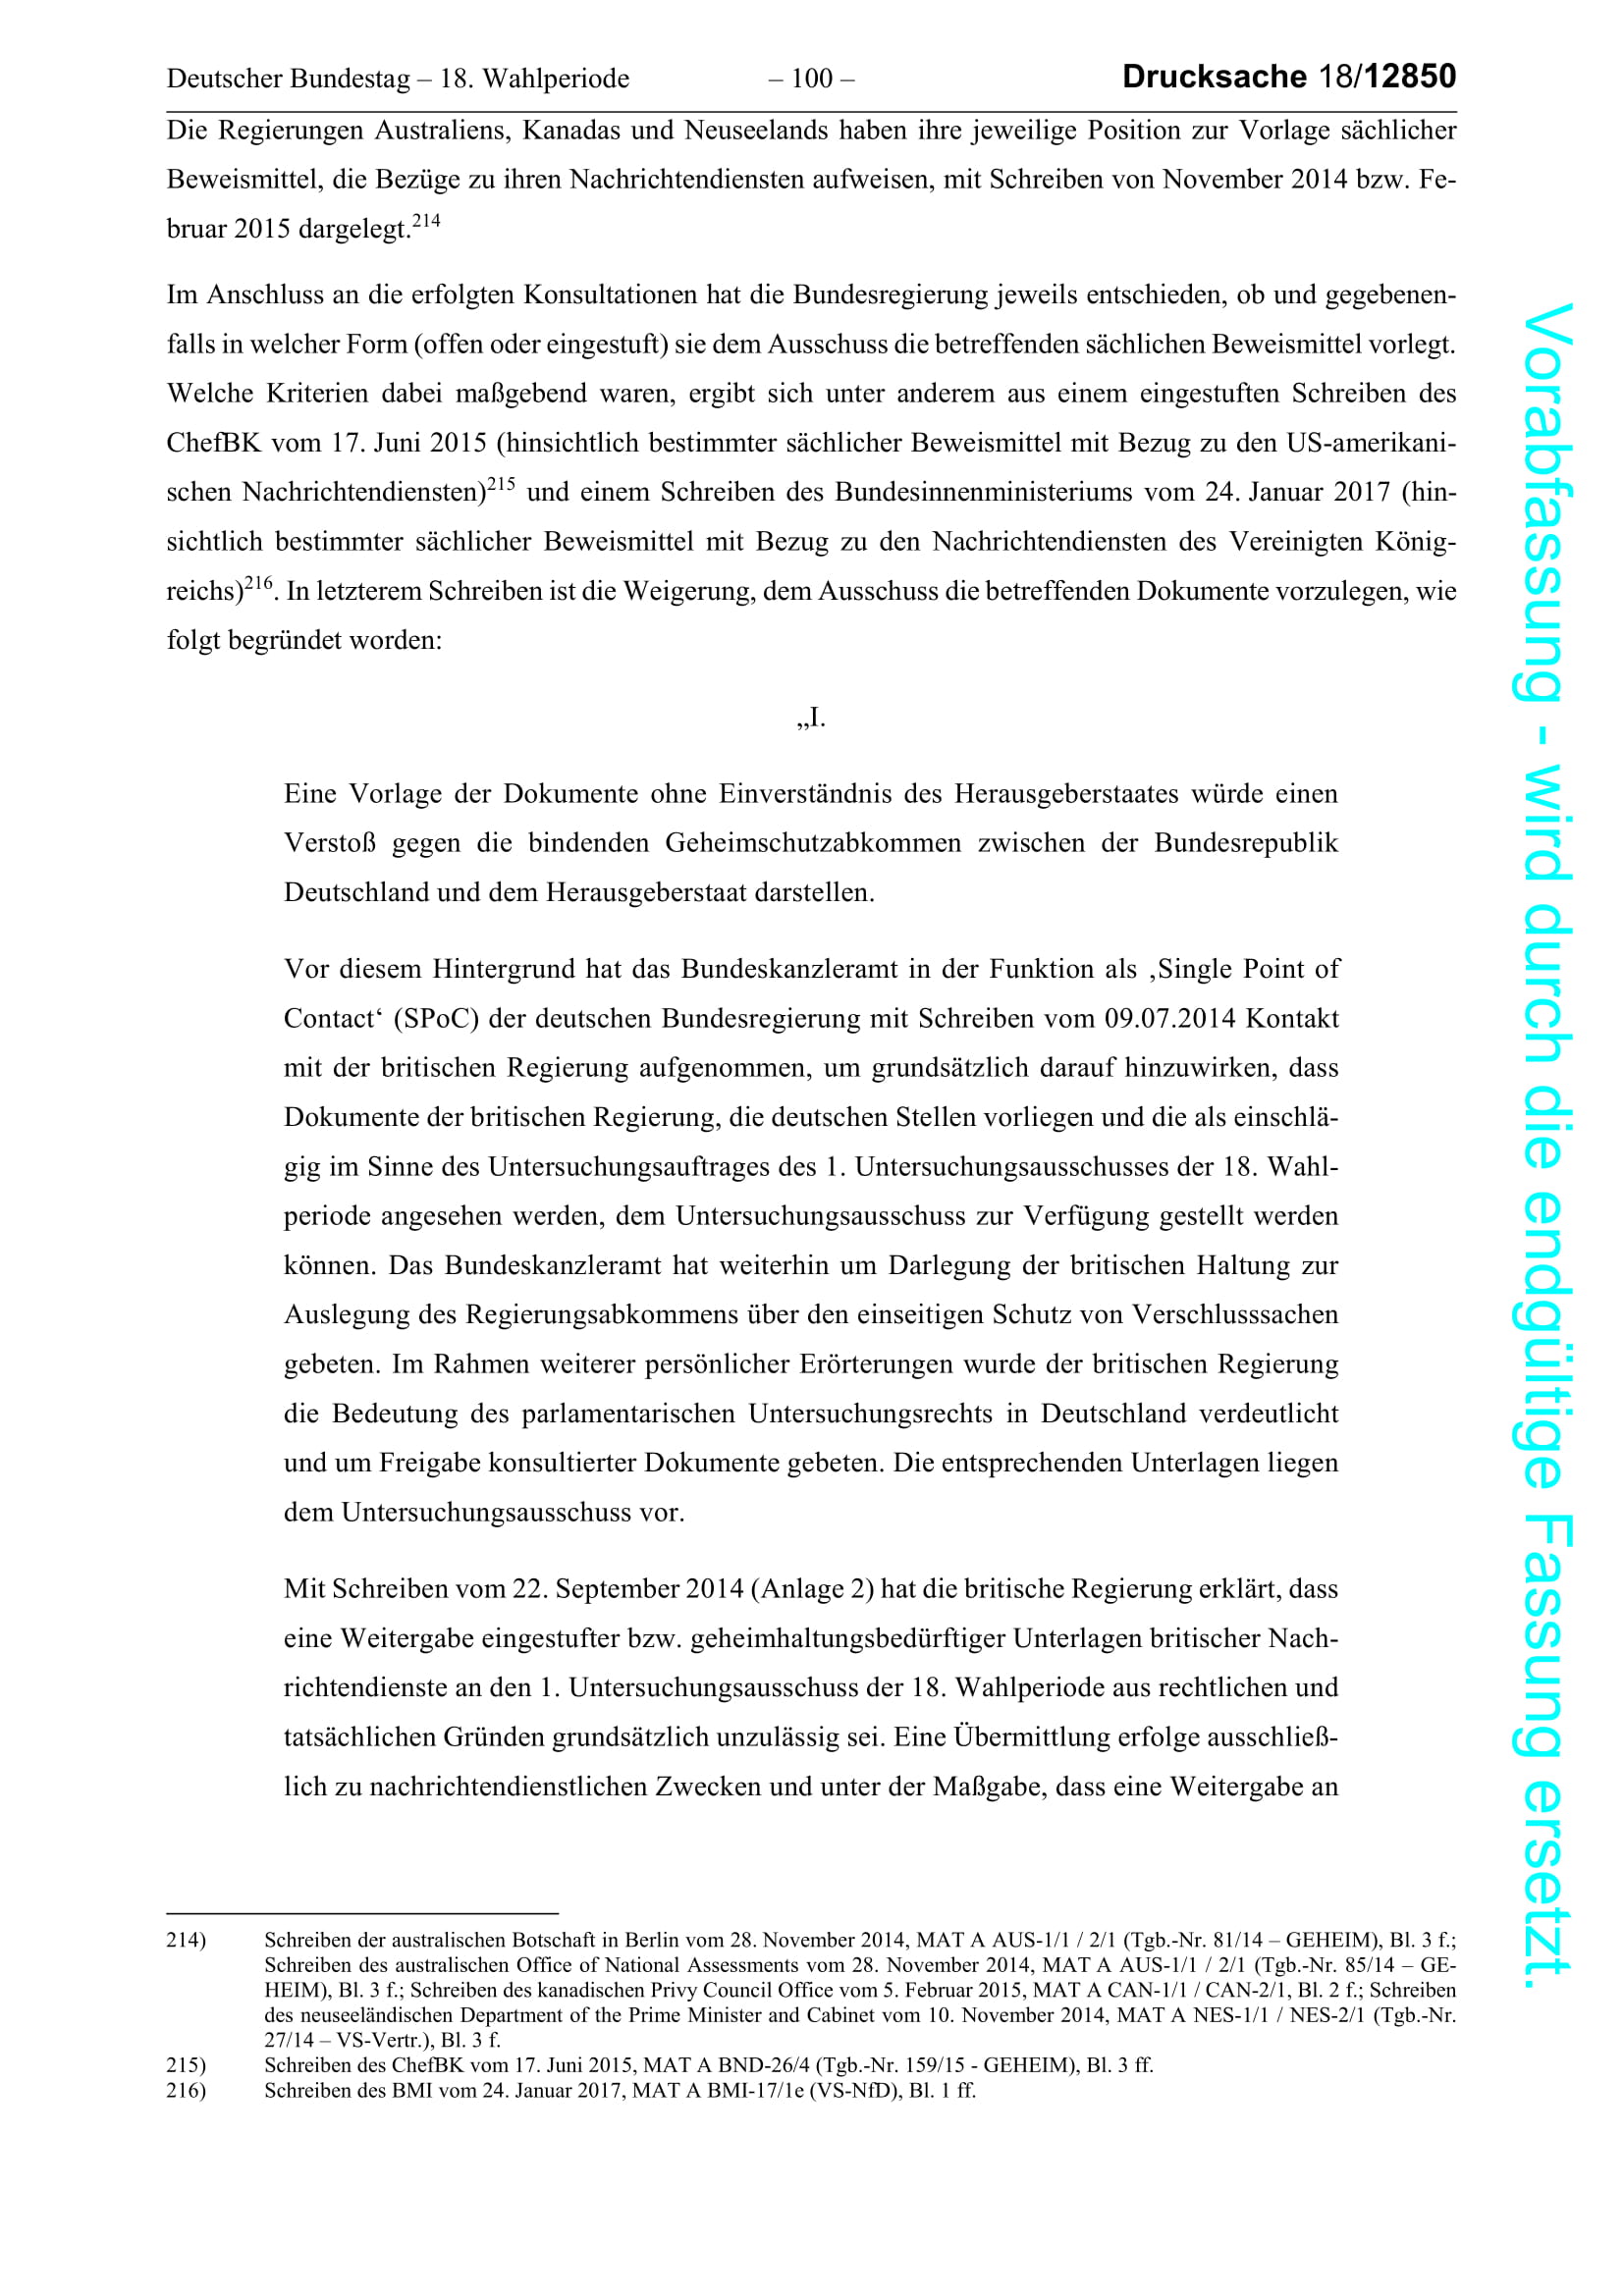 Deutscher Bundestag – 18. Wahlperiode – 100 – Drucksache 18/12850
Die Regierungen Australiens, Kanadas und Neuseelands haben ihre jeweilige Position zur Vorlage sächlicher
Beweismittel, die Bezüge zu ihren Nachrichtendiensten aufweisen, mit Schreiben von November 2014 bzw. Fe-
bruar 2015 dargelegt.214
Im Anschluss an die erfolgten Konsultationen hat die Bundesregierung jeweils entschieden, ob und gegebenen-
falls in welcher Form (offen oder eingestuft) sie dem Ausschuss die betreffenden sächlichen Beweismittel vorlegt.
Welche Kriterien dabei maßgebend waren, ergibt sich unter anderem aus einem eingestuften Schreiben des
ChefBK vom 17. Juni 2015 (hinsichtlich bestimmter sächlicher Beweismittel mit Bezug zu den US-amerikani-
schen Nachrichtendiensten)215 und einem Schreiben des Bundesinnenministeriums vom 24. Januar 2017 (hin-
sichtlich bestimmter sächlicher Beweismittel mit Bezug zu den Nachrichtendiensten des Vereinigten König-
reichs)216. In letzterem Schreiben ist die Weigerung, dem Ausschuss die betreffenden Dokumente vorzulegen, wie
folgt begründet worden:
„I.
Eine Vorlage der Dokumente ohne Einverständnis des Herausgeberstaates würde einen
Verstoß gegen die bindenden Geheimschutzabkommen zwischen der Bundesrepublik
Deutschland und dem Herausgeberstaat darstellen.
Vor diesem Hintergrund hat das Bundeskanzleramt in der Funktion als ‚Single Point of
Contact‘ (SPoC) der deutschen Bundesregierung mit Schreiben vom 09.07.2014 Kontakt
mit der britischen Regierung aufgenommen, um grundsätzlich darauf hinzuwirken, dass
Dokumente der britischen Regierung, die deutschen Stellen vorliegen und die als einschlä-
gig im Sinne des Untersuchungsauftrages des 1. Untersuchungsausschusses der 18. Wahl-
periode angesehen werden, dem Untersuchungsausschuss zur Verfügung gestellt werden
können. Das Bundeskanzleramt hat weiterhin um Darlegung der britischen Haltung zur
Auslegung des Regierungsabkommens über den einseitigen Schutz von Verschlusssachen
gebeten. Im Rahmen weiterer persönlicher Erörterungen wurde der britischen Regierung
die Bedeutung des parlamentarischen Untersuchungsrechts in Deutschland verdeutlicht
und um Freigabe konsultierter Dokumente gebeten. Die entsprechenden Unterlagen liegen
dem Untersuchungsausschuss vor.
Mit Schreiben vom 22. September 2014 (Anlage 2) hat die britische Regierung erklärt, dass
eine Weitergabe eingestufter bzw. geheimhaltungsbedürftiger Unterlagen britischer Nach-
richtendienste an den 1. Untersuchungsausschuss der 18. Wahlperiode aus rechtlichen und
tatsächlichen Gründen grundsätzlich unzulässig sei. Eine Übermittlung erfolge ausschließ-
lich zu nachrichtendienstlichen Zwecken und unter der Maßgabe, dass eine Weitergabe an
214) Schreiben der australischen Botschaft in Berlin vom 28. November 2014, MAT A AUS-1/1 / 2/1 (Tgb.-Nr. 81/14 – GEHEIM), Bl. 3 f.;
Schreiben des australischen Office of National Assessments vom 28. November 2014, MAT A AUS-1/1 / 2/1 (Tgb.-Nr. 85/14 – GE-
HEIM), Bl. 3 f.; Schreiben des kanadischen Privy Council Office vom 5. Februar 2015, MAT A CAN-1/1 / CAN-2/1, Bl. 2 f.; Schreiben
des neuseeländischen Department of the Prime Minister and Cabinet vom 10. November 2014, MAT A NES-1/1 / NES-2/1 (Tgb.-Nr.
27/14 – VS-Vertr.), Bl. 3 f.
215) Schreiben des ChefBK vom 17. Juni 2015, MAT A BND-26/4 (Tgb.-Nr. 159/15 - GEHEIM), Bl. 3 ff.
216) Schreiben des BMI vom 24. Januar 2017, MAT A BMI-17/1e (VS-NfD), Bl. 1 ff.
Vorabfassung - wird durch die endgültige Fassung ersetzt.